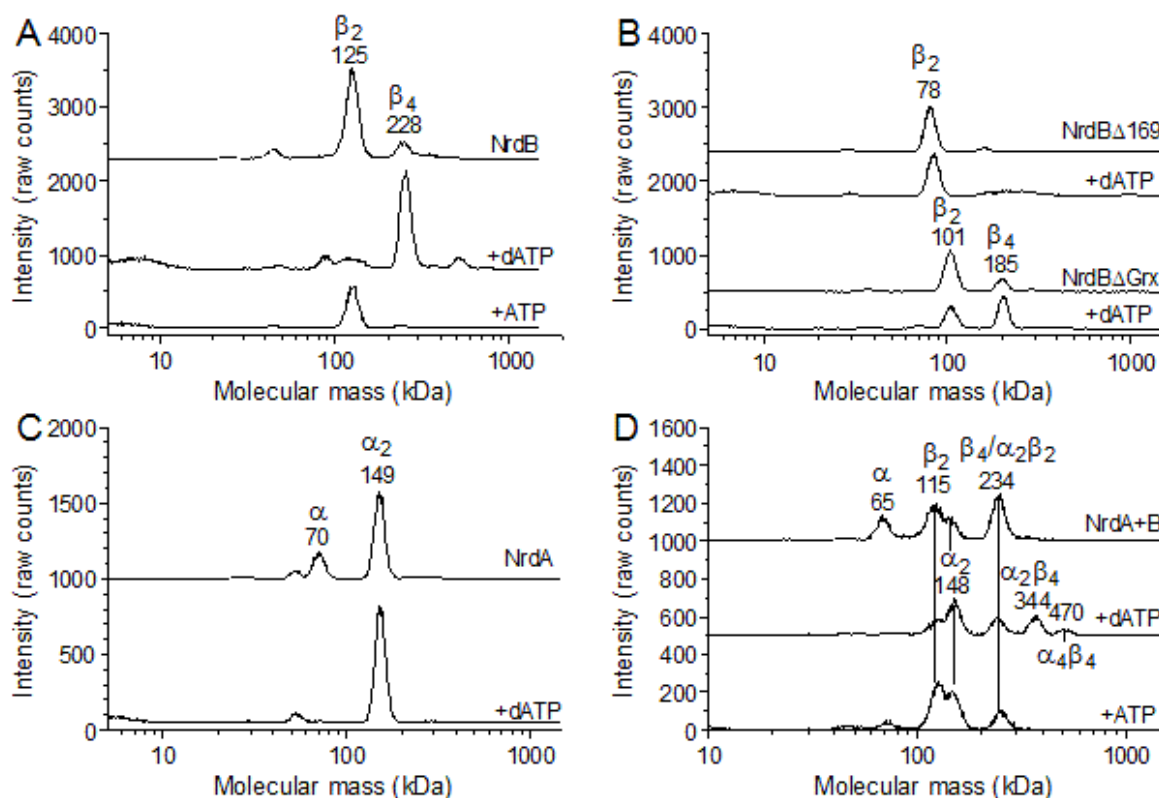 A
Intensity (raw counts)
4000
3000
2000
1000
0
β2
125
β4
228
NrdB
+dATP
+ATP
10
100
1000
Molecular mass (kDa)
B
Intensity (raw counts)
4000
3000
2000
1000
0
β2
78
NrdBΔ169
+dATP
β2
101
β4
185
NrdBΔGrx
+dATP
10
100
1000
Molecular mass (kDa)
C
Intensity (raw counts)
2000
1500
1000
500
0
α2
149
α
70
NrdA
+dATP
10
100
1000
Molecular mass (kDa)
D
Intensity (raw counts)
1600
1400
1200
1000
800
600
400
200
0
α
65
β2
115
β4/α2β2
234
NrdA+B
α2
148
α2β4
344
470
+dATP
α4β4
+ATP
10
100
1000
Molecular mass (kDa)